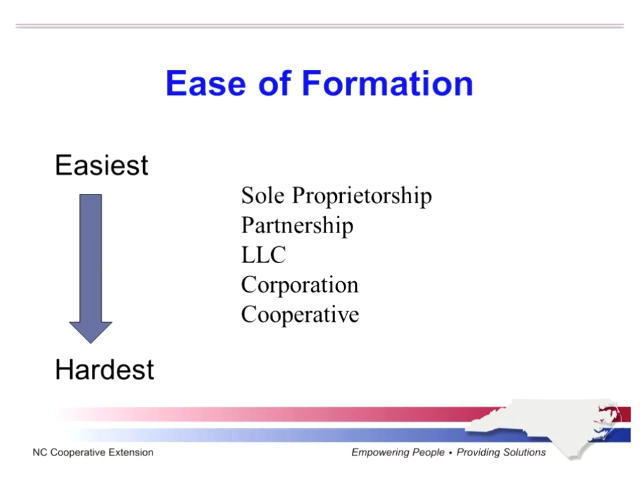 Ease of Formation
Easiest
Sole Proprietorship
Partnership
LLC
Corporation
Cooperative
Hardest
NC Cooperative Extension
Empowering People • Providing Solutions